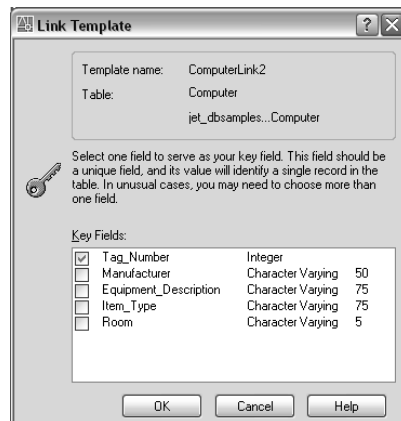 Link Template
Template name: ComputerLink2
Table: Computer
jet_dbsamples...Computer
Select one field to serve as your key field. This field should be
a unique field, and its value will identify a single record in the
table. In unusual cases, you may need to choose more than
one field.
Key Fields:
Tag_Number Integer
Manufacturer Character Varying 50
Equipment_Description Character Varying 75
Item_Type Character Varying 75
Room Character Varying 5
OK Cancel Help